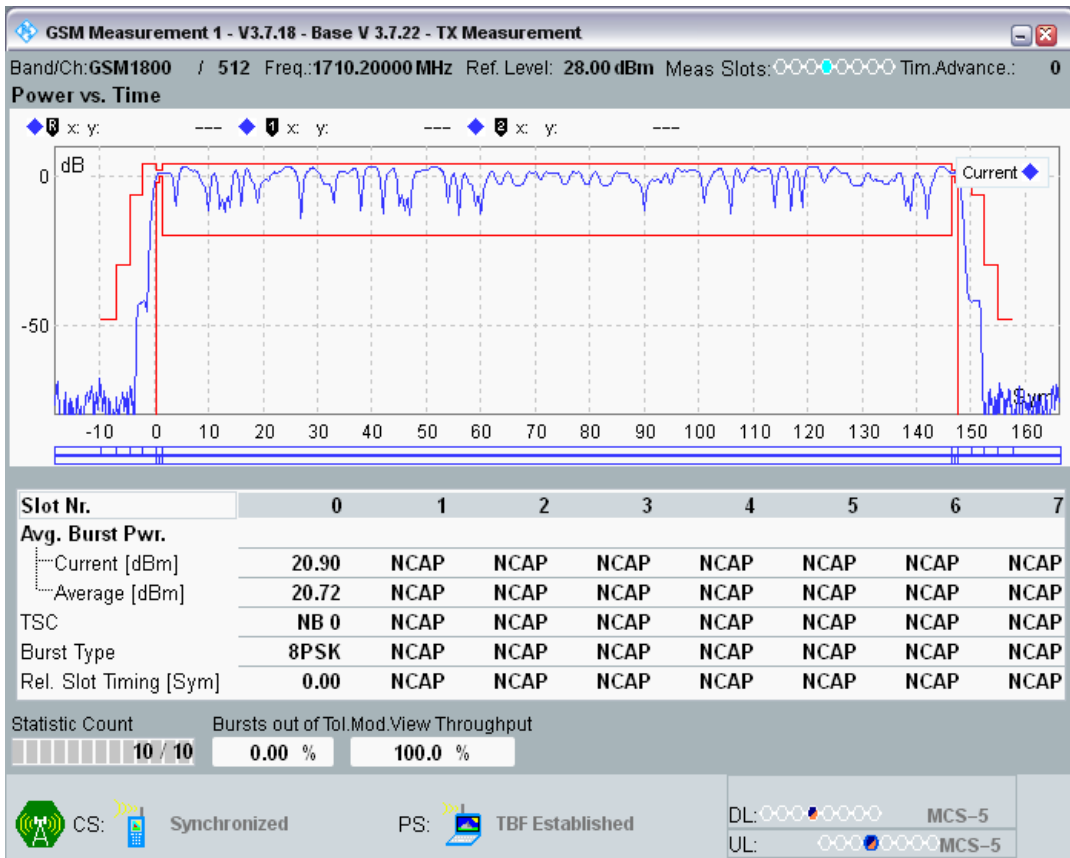 GSM Measurement 1 - V3.7.18 - Base V 3.7.22 - TX Measurement
Band/Ch:GSM1800 / 512 Freq.:1710.20000 MHz Ref. Level: 28.00 dBm Meas Slots: Tim.Advance.: 0
Power vs. Time
R x: y: --- 1 x: y: --- 2 x: y: ---
dB
Current
0
-50
Sym
-10 0 10 20 30 40 50 60 70 80 90 100 110 120 130 140 150 160
Slot Nr. 0 1 2 3 4 5 6 7
Avg. Burst Pwr.
Current [dBm] 20.90 NCAP NCAP NCAP NCAP NCAP NCAP NCAP
Average [dBm] 20.72 NCAP NCAP NCAP NCAP NCAP NCAP NCAP
TSC NB 0 NCAP NCAP NCAP NCAP NCAP NCAP NCAP
Burst Type 8PSK NCAP NCAP NCAP NCAP NCAP NCAP NCAP
Rel. Slot Timing [Sym] 0.00 NCAP NCAP NCAP NCAP NCAP NCAP NCAP
Statistic Count Bursts out of Tol.Mod.View Throughput
10 / 10 0.00 % 100.0 %
CS: Synchronized PS: TBF Established DL: MCS-5
UL: MCS-5